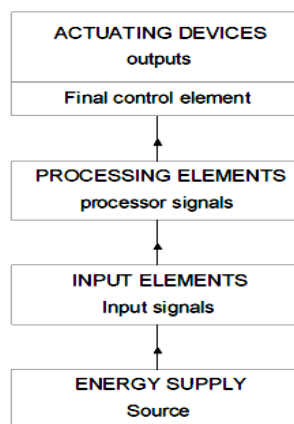 ACTUATING DEVICES
outputs
Final control element
PROCESSING ELEMENTS
processor signals
INPUT ELEMENTS
Input signals
ENERGY SUPPLY
Source